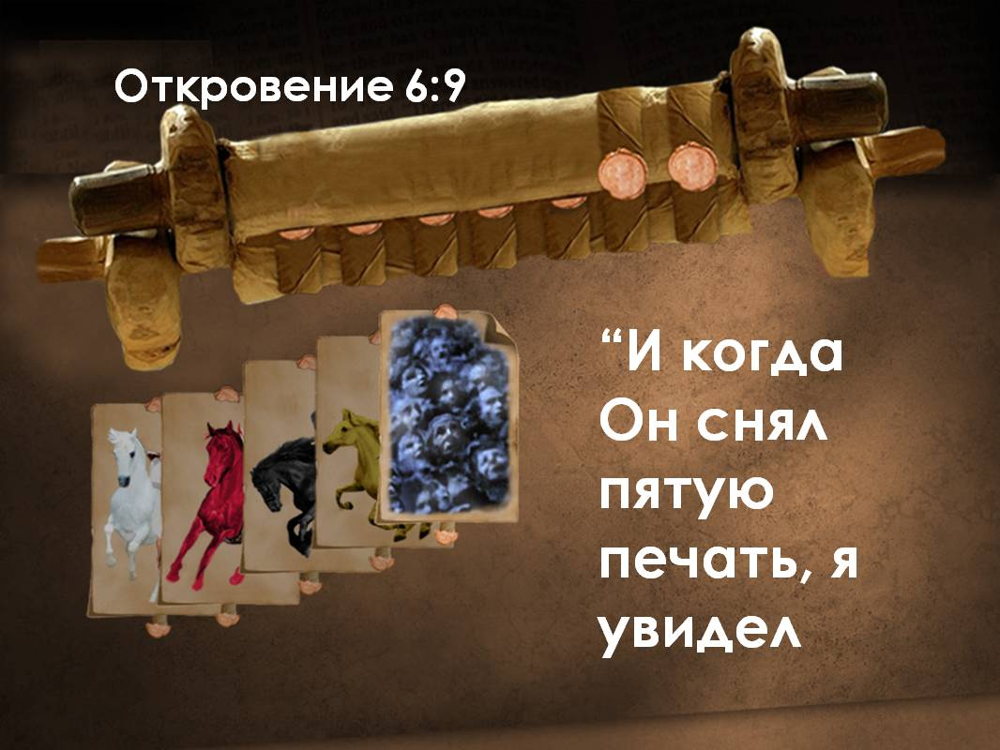 Откровение 6:9
“И когда
Он снял
пятую
печать, я
увидел